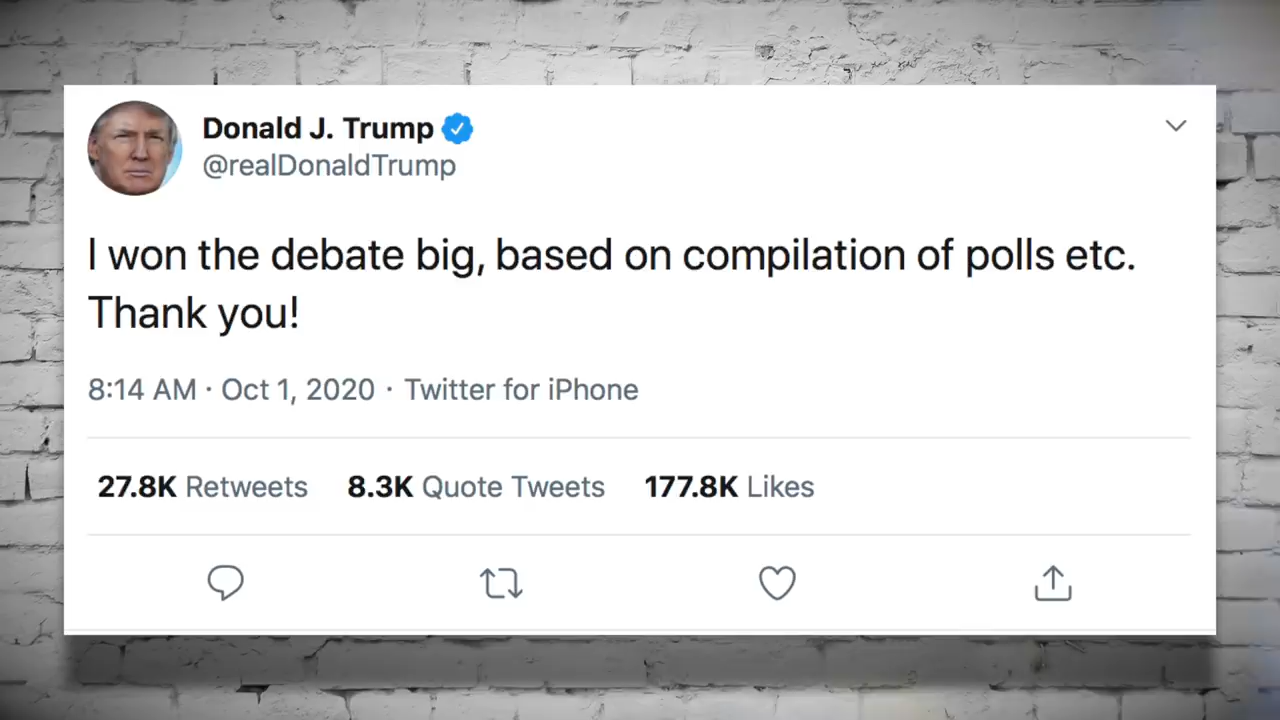 Donald J. Trump
@realDonaldTrump
I won the debate big, based on compilation of polls etc.
Thank you!
8:14 AM · Oct 1, 2020 · Twitter for iPhone
27.8K Retweets 8.3K Quote Tweets 177.8K Likes